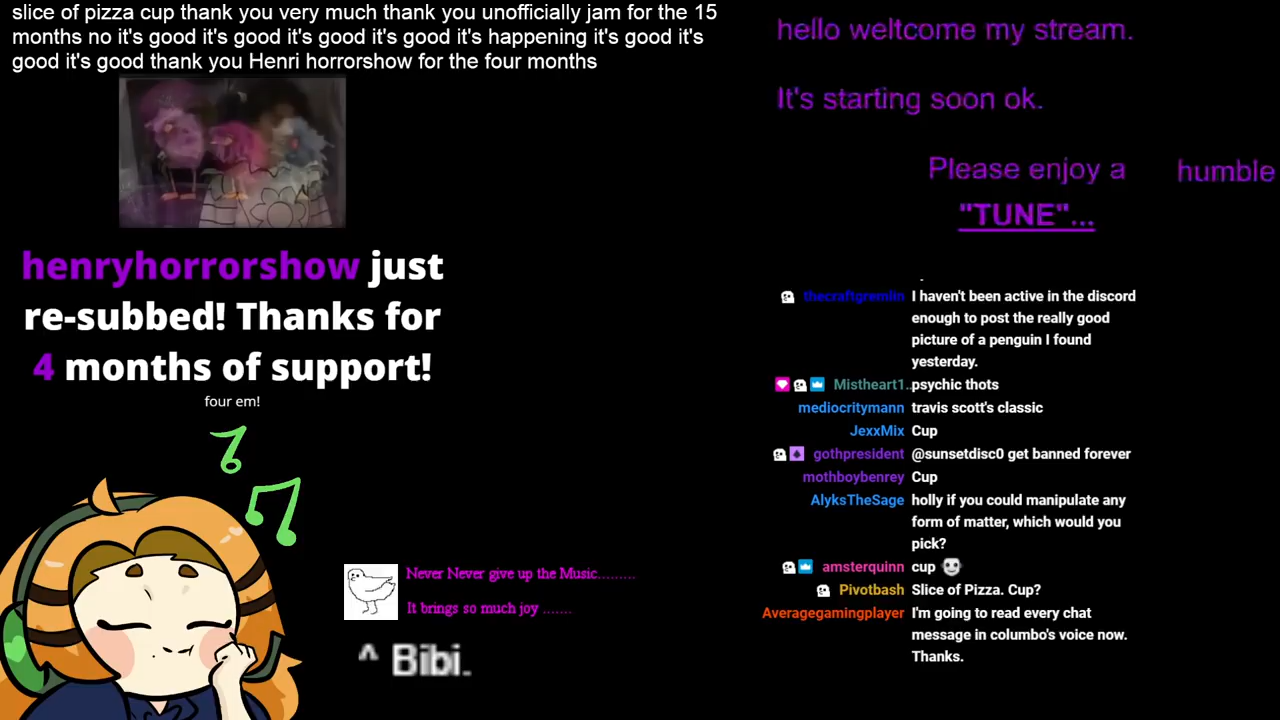 slice of pizza cup thank you very much thank you unofficially jam for the 15
months no it's good it's good it's good it's good it's happening it's good it's
good it's good thank you Henri horrorshow for the four months
henryhorrorshow just
re-subbed! Thanks for
4 months of support!
four em!
Never Never give up the Music.........
It brings so much joy .......
^ Bibi.
hello weltcome my stream.
It's starting soon ok.
Please enjoy a humble
"TUNE"...
thecraftgremlin I haven't been active in the discord
enough to post the really good
picture of a penguin I found
yesterday.
Mistheart1.. psychic thots
mediocritymann travis scott's classic
JexxMix Cup
gothpresident @sunsetdisc0 get banned forever
mothboybenrey Cup
AlyksTheSage holly if you could manipulate any
form of matter, which would you
pick?
amsterquinn cup
Pivotbash Slice of Pizza. Cup?
Averagegamingplayer I'm going to read every chat
message in columbo's voice now.
Thanks.